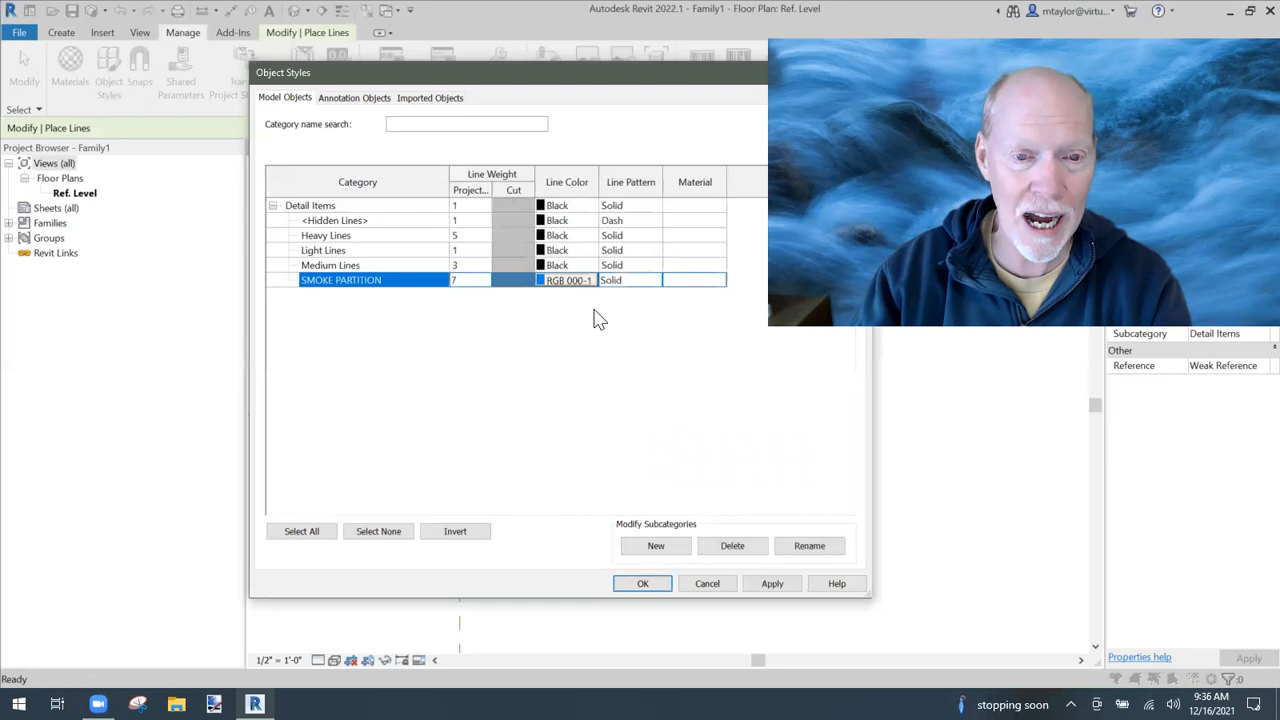 Autodesk Revit 2022.1 - Family1 - Floor Plan: Ref. Level
mtaylor@virtu...
File Create Insert View Manage Add-Ins Modify | Place Lines
Modify Materials Object Styles Snaps Shared Parameters
Select
Modify | Place Lines
Project Browser - Family1
Views (all)
Floor Plans
Ref. Level
Sheets (all)
Families
Groups
Revit Links
Object Styles
Model Objects Annotation Objects Imported Objects
Category name search:
Category Line Weight Line Color Line Pattern Material
Project... Cut
Detail Items 1 Black Solid
<Hidden Lines> 1 Black Dash
Heavy Lines 5 Black Solid
Light Lines 1 Black Solid
Medium Lines 3 Black Solid
SMOKE PARTITION 7 RGB 000-1 Solid
Select All Select None Invert
Modify Subcategories
New Delete Rename
OK Cancel Apply Help
Subcategory Detail Items
Other
Reference Weak Reference
Properties help Apply
1/2" = 1'-0"
Ready
:0
stopping soon
9:36 AM
12/16/2021